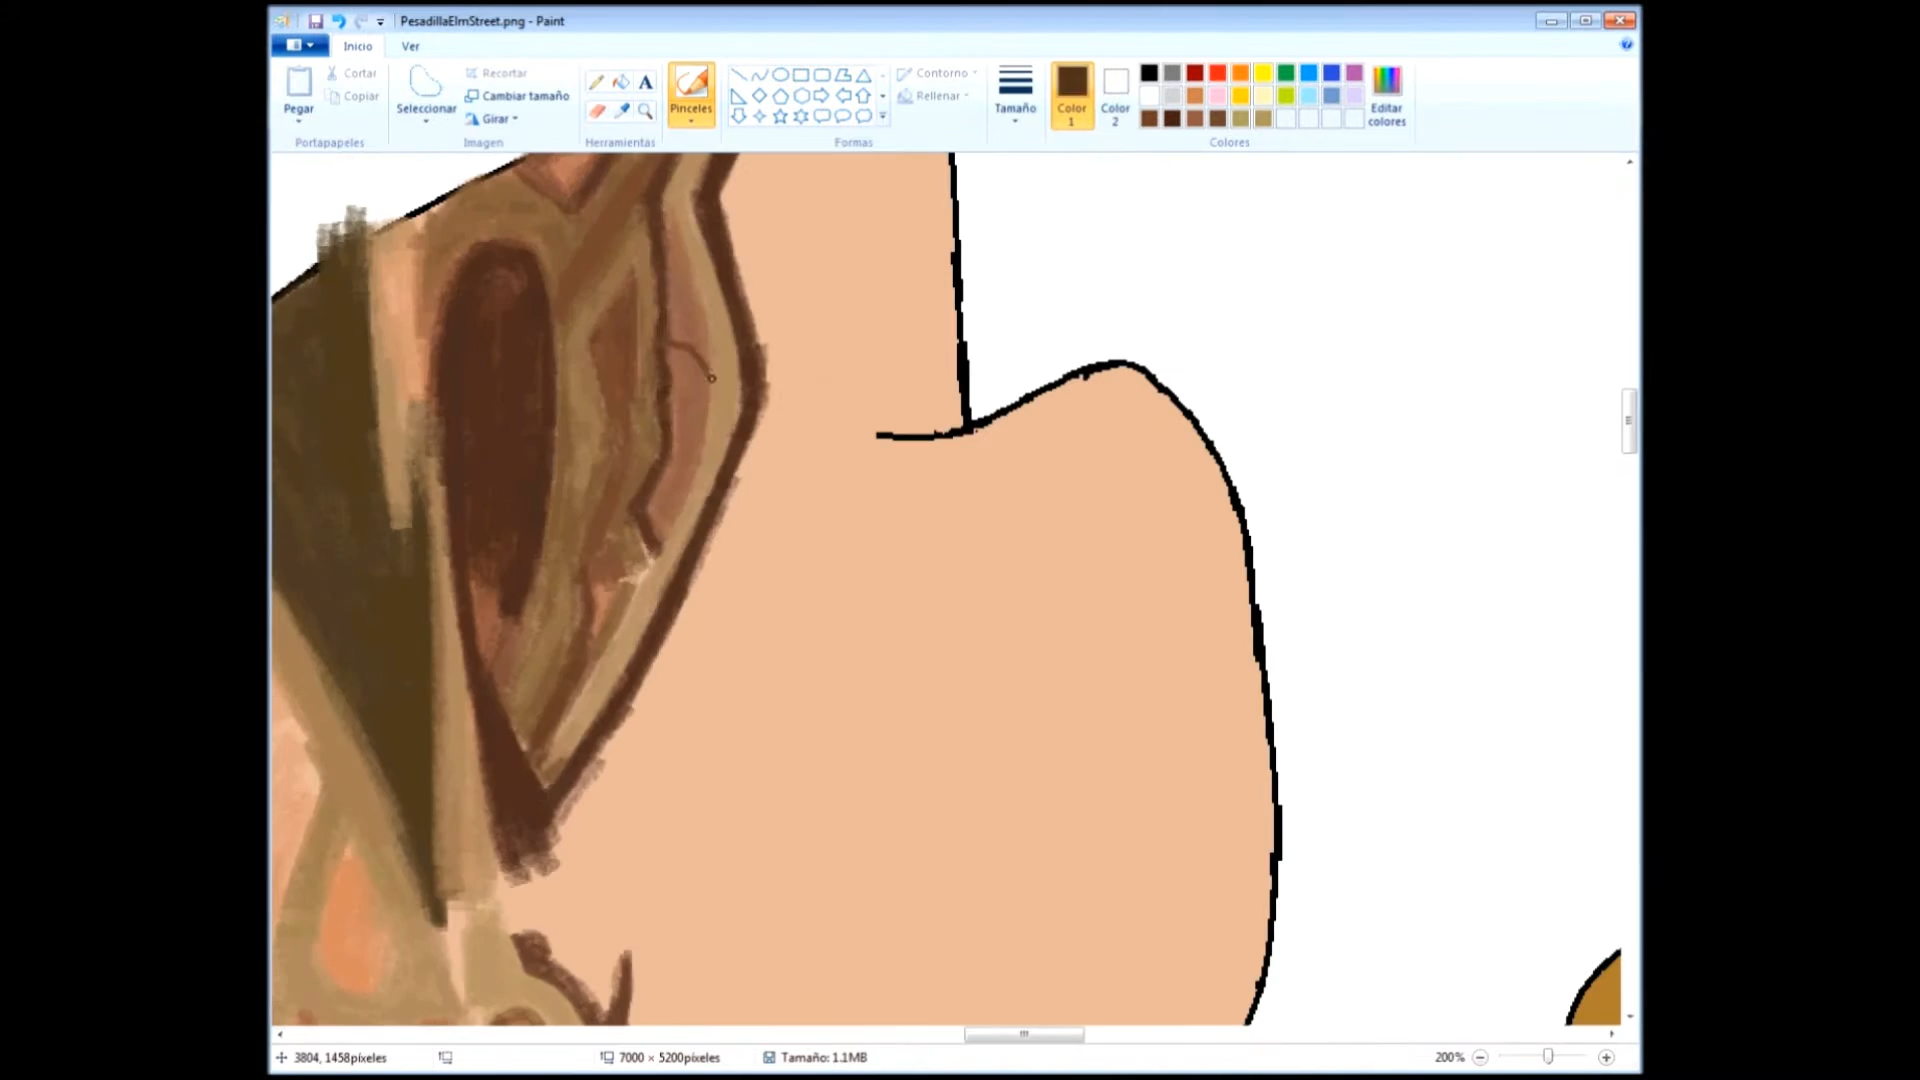 PesadillaElmStreet.png - Paint
Inicio Ver
Pegar
Cortar
Copiar
Portapapeles
Seleccionar
Recortar
Cambiar tamaño
Girar
Imagen
A
Herramientas
Pinceles
Contorno
Rellenar
Formas
Tamaño
Color
1
Color
2
Editar
colores
Colores
3804, 1458píxeles
7000 × 5200píxeles
Tamaño: 1.1MB
200%